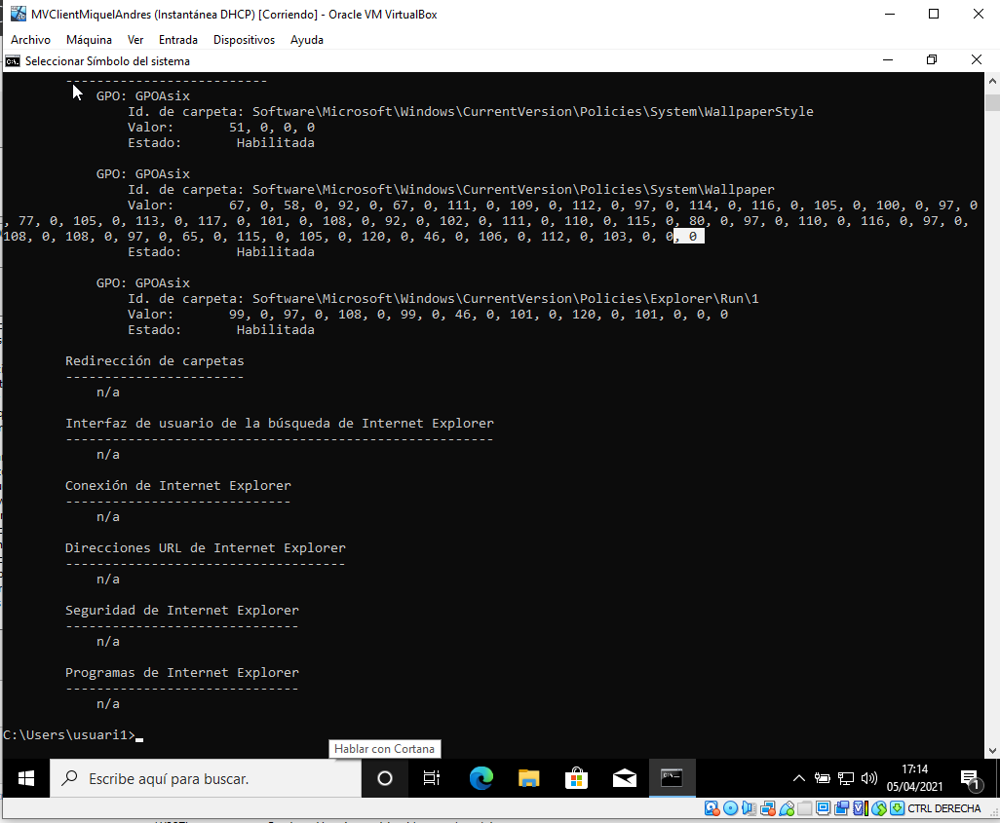 MVClientMiquelAndres (Instantánea DHCP) [Corriendo] - Oracle VM VirtualBox
Archivo Máquina Ver Entrada Dispositivos Ayuda
Seleccionar Símbolo del sistema
--------------------------
GPO: GPOAsix
Id. de carpeta: Software\Microsoft\Windows\CurrentVersion\Policies\System\WallpaperStyle
Valor: 51, 0, 0, 0
Estado: Habilitada
GPO: GPOAsix
Id. de carpeta: Software\Microsoft\Windows\CurrentVersion\Policies\System\Wallpaper
Valor: 67, 0, 58, 0, 92, 0, 67, 0, 111, 0, 109, 0, 112, 0, 97, 0, 114, 0, 116, 0, 105, 0, 100, 0, 97, 0
, 77, 0, 105, 0, 113, 0, 117, 0, 101, 0, 108, 0, 92, 0, 102, 0, 111, 0, 110, 0, 115, 0, 80, 0, 97, 0, 110, 0, 116, 0, 97, 0,
108, 0, 108, 0, 97, 0, 65, 0, 115, 0, 105, 0, 120, 0, 46, 0, 106, 0, 112, 0, 103, 0, 0, 0
Estado: Habilitada
GPO: GPOAsix
Id. de carpeta: Software\Microsoft\Windows\CurrentVersion\Policies\Explorer\Run\1
Valor: 99, 0, 97, 0, 108, 0, 99, 0, 46, 0, 101, 0, 120, 0, 101, 0, 0, 0
Estado: Habilitada
Redirección de carpetas
-----------------------
n/a
Interfaz de usuario de la búsqueda de Internet Explorer
-------------------------------------------------------
n/a
Conexión de Internet Explorer
-----------------------------
n/a
Direcciones URL de Internet Explorer
------------------------------------
n/a
Seguridad de Internet Explorer
------------------------------
n/a
Programas de Internet Explorer
------------------------------
n/a
C:\Users\usuari1>
Hablar con Cortana
Escribe aquí para buscar.
17:14
05/04/2021
1
CTRL DERECHA